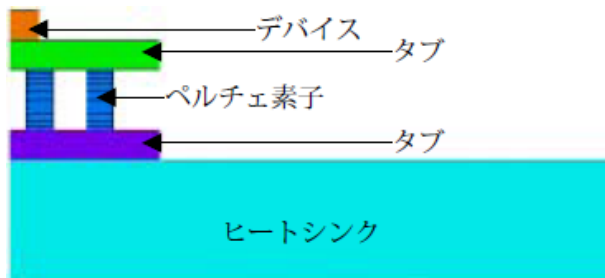 デバイス
タブ
ペルチェ素子
タブ
ヒートシンク